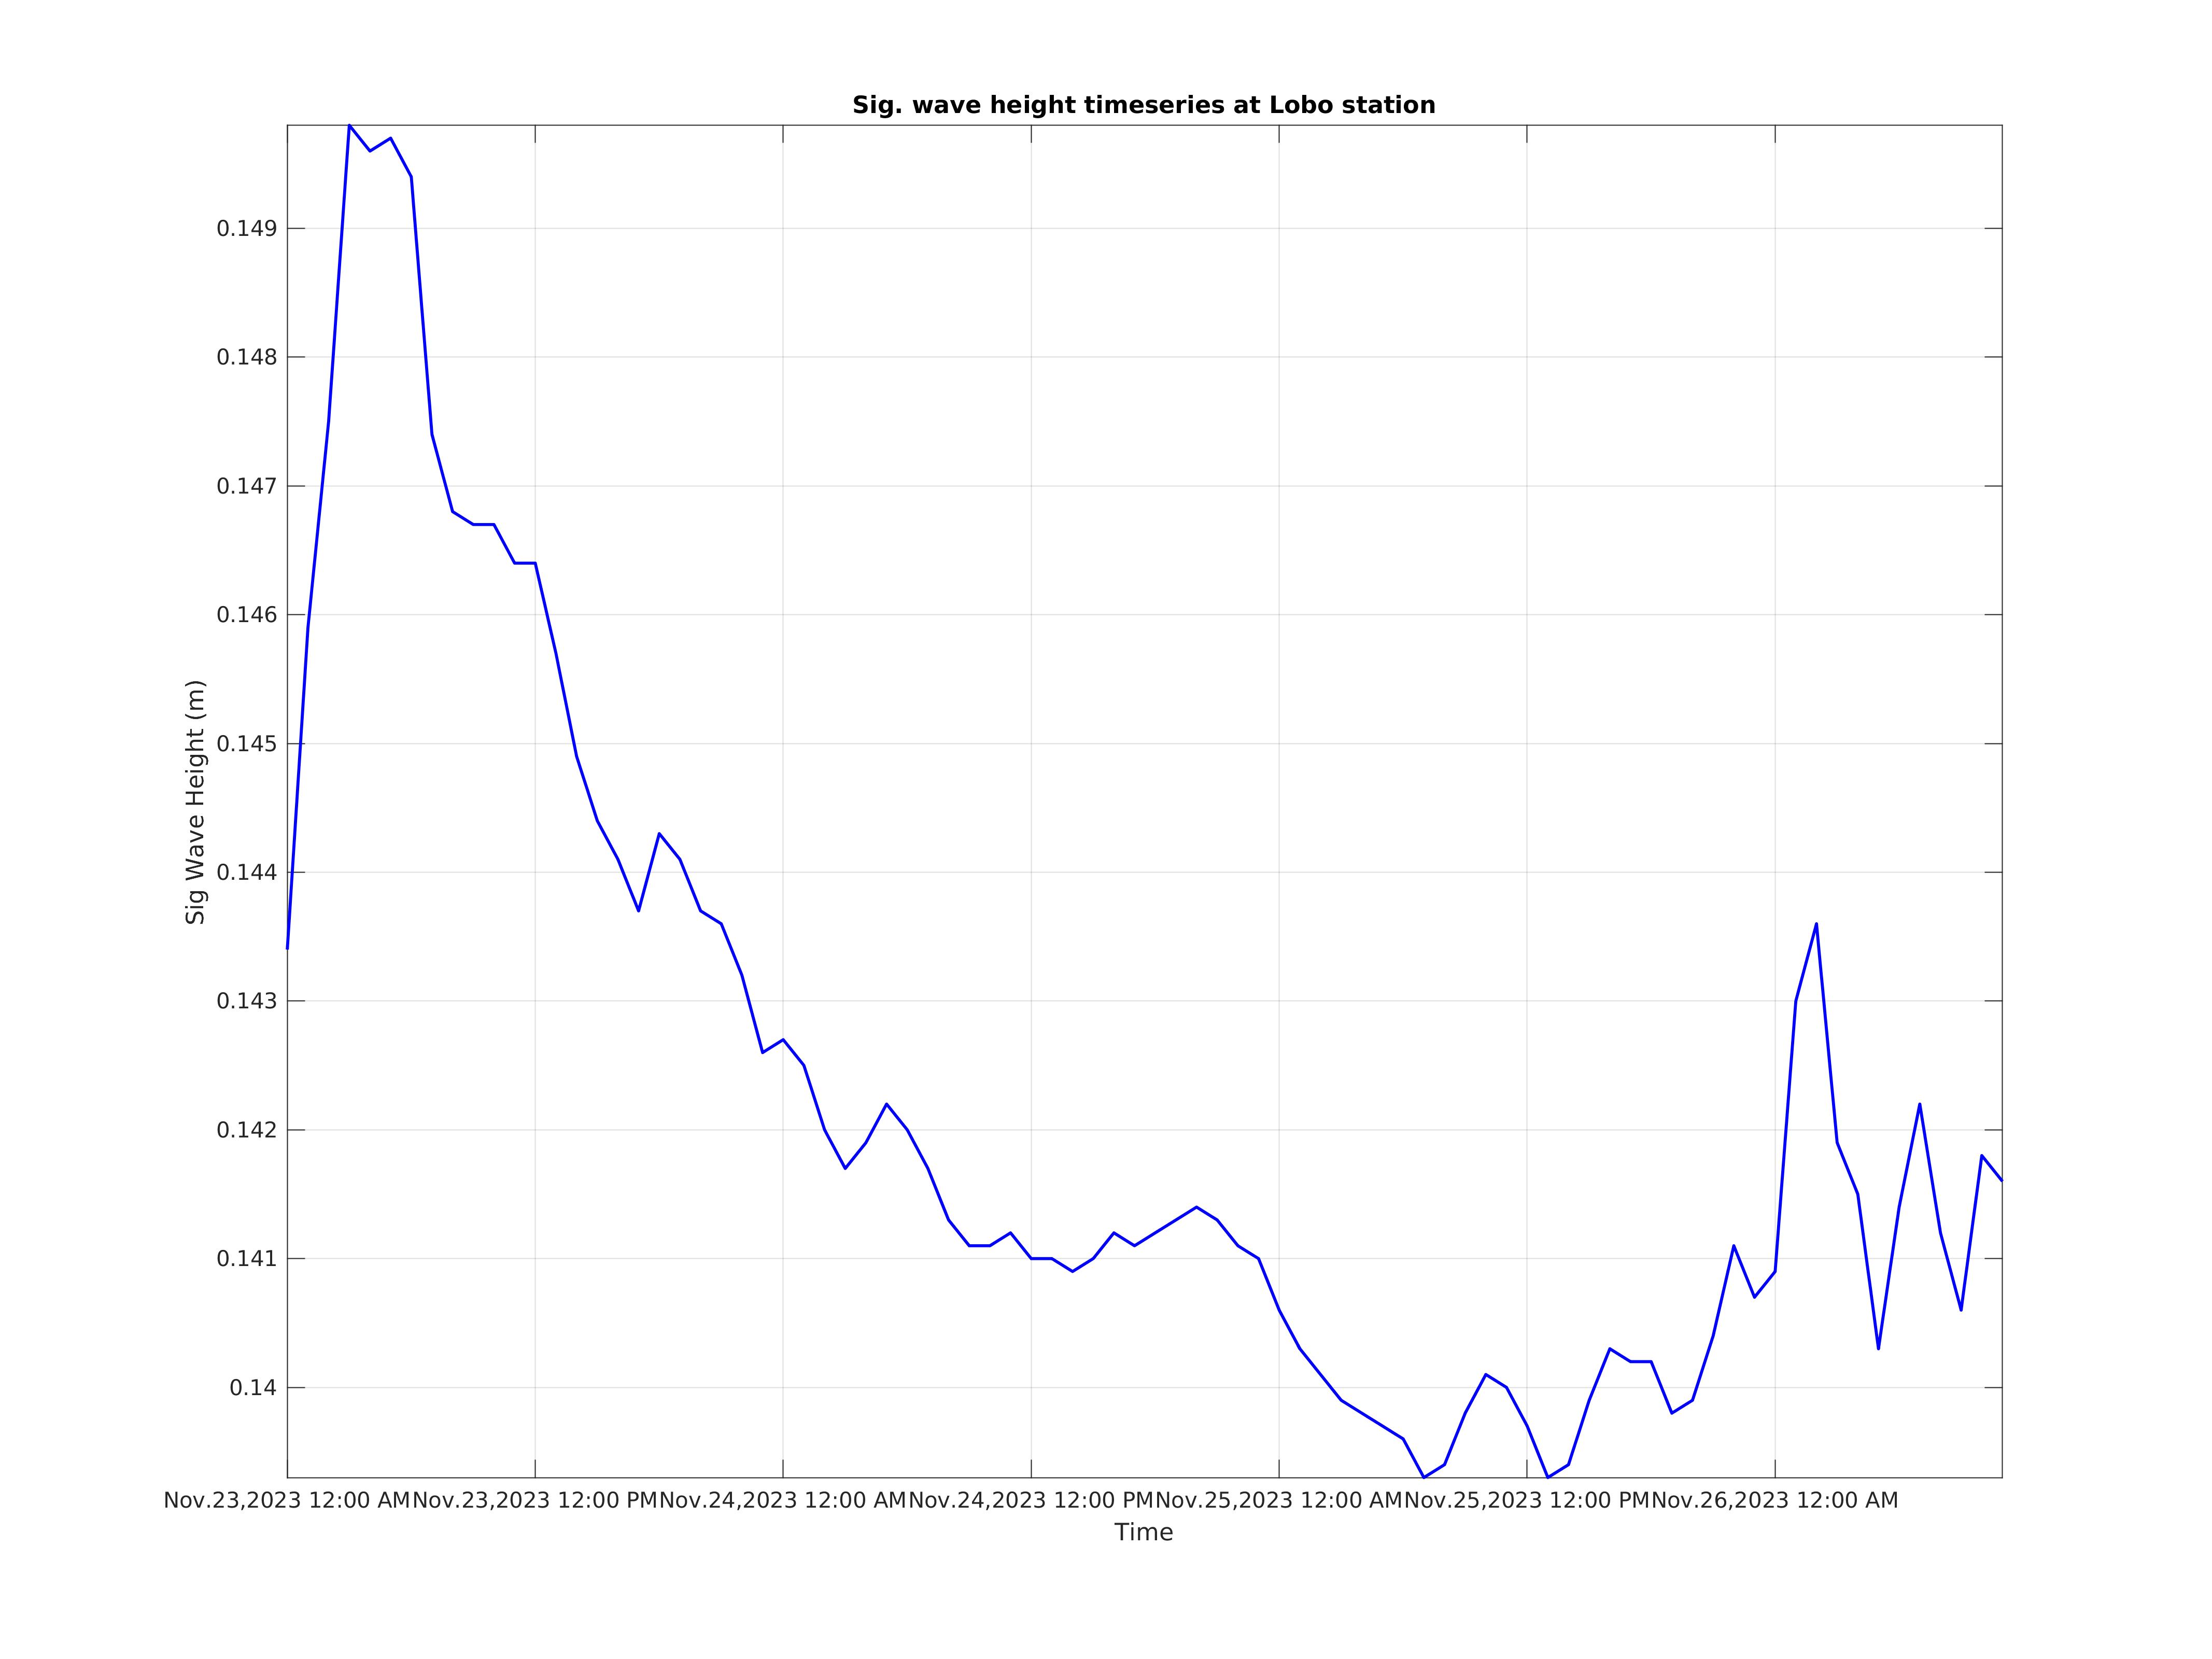 Sig. wave height timeseries at Lobo station
0.149
0.148
0.147
0.146
0.145
0.144
0.143
0.142
0.141
0.14
Sig Wave Height (m)
Nov.23,2023 12:00 AM Nov.23,2023 12:00 PM Nov.24,2023 12:00 AM Nov.24,2023 12:00 PM Nov.25,2023 12:00 AM Nov.25,2023 12:00 PM Nov.26,2023 12:00 AM
Time